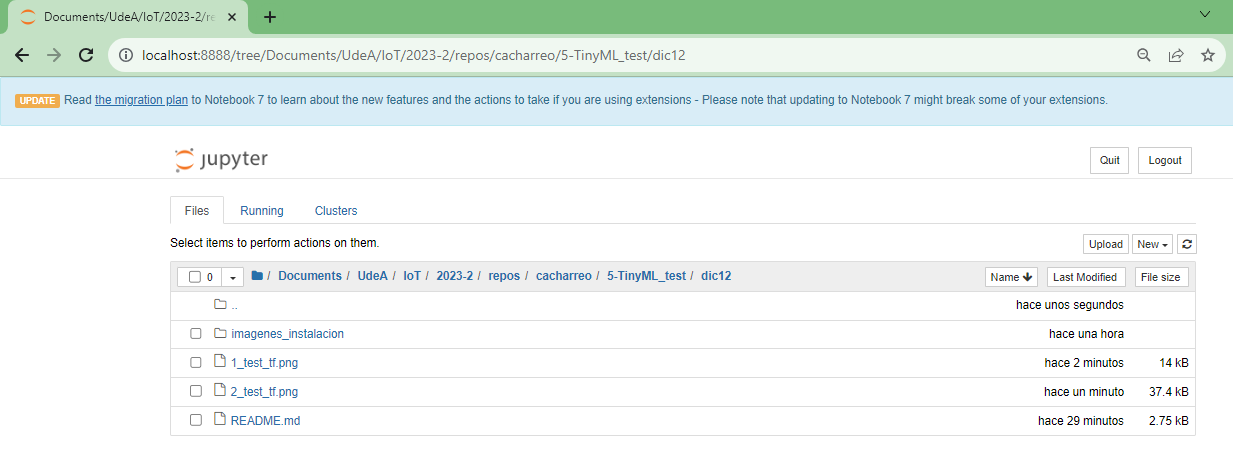 Documents/UdeA/IoT/2023-2/re
localhost:8888/tree/Documents/UdeA/IoT/2023-2/repos/cacharreo/5-TinyML_test/dic12
UPDATE Read the migration plan to Notebook 7 to learn about the new features and the actions to take if you are using extensions - Please note that updating to Notebook 7 might break some of your extensions.
jupyter Quit Logout
Files Running Clusters
Select items to perform actions on them. Upload New
0 / Documents / UdeA / IoT / 2023-2 / repos / cacharreo / 5-TinyML_test / dic12 Name Last Modified File size
.. hace unos segundos
imagenes_instalacion hace una hora
1_test_tf.png hace 2 minutos 14 kB
2_test_tf.png hace un minuto 37.4 kB
README.md hace 29 minutos 2.75 kB